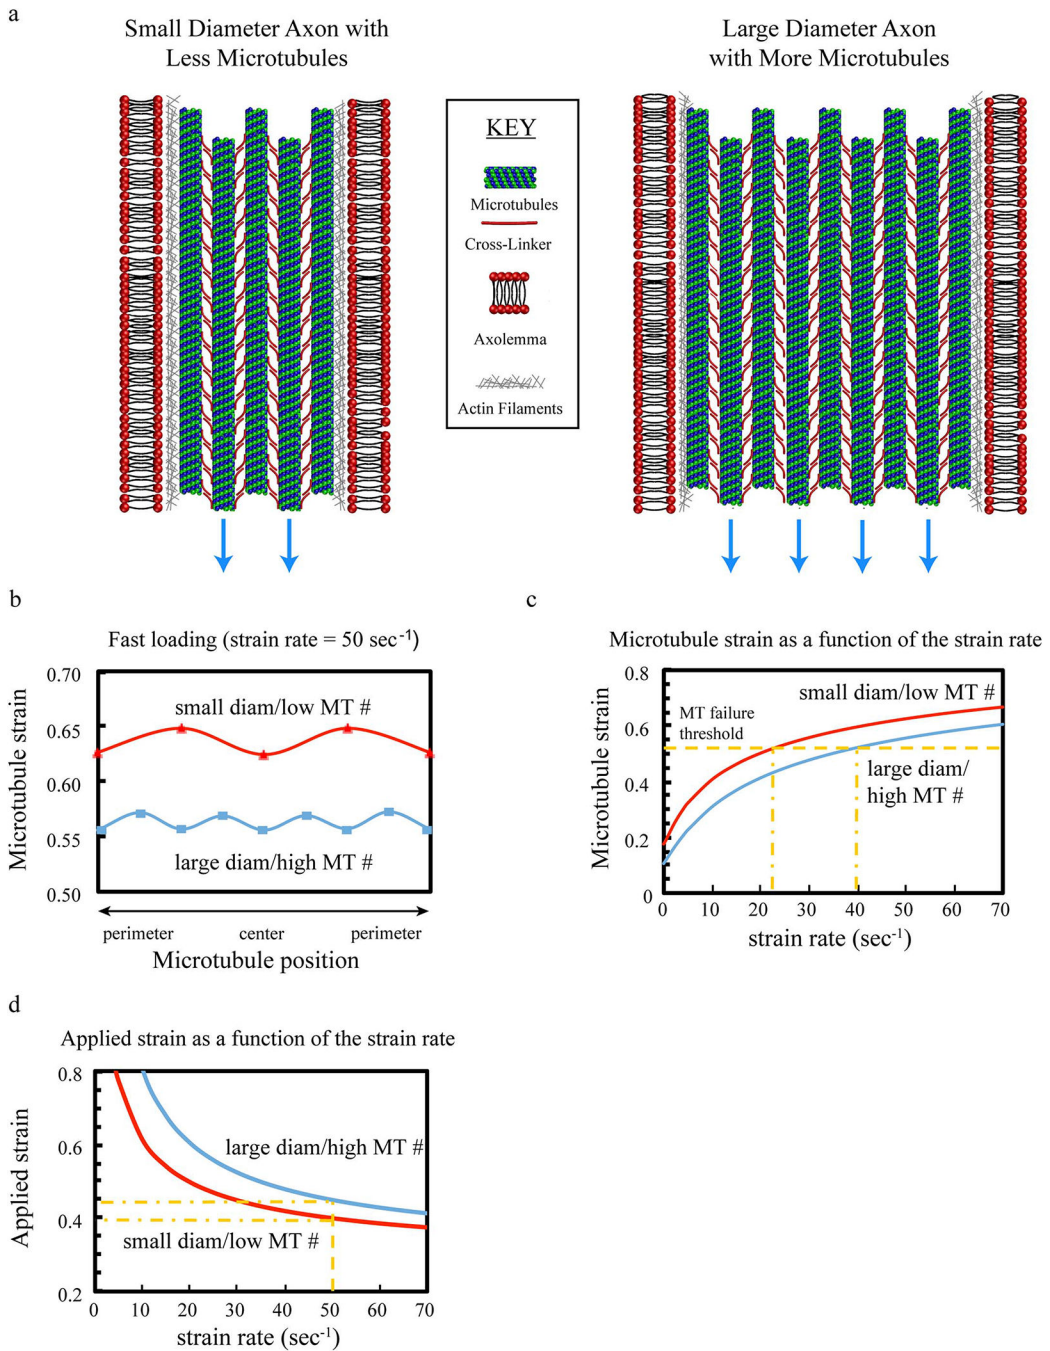 a
Small Diameter Axon with
Less Microtubules
Large Diameter Axon
with More Microtubules
KEY
Microtubules
Cross-Linker
Axolemma
Actin Filaments
b
Fast loading (strain rate = 50 sec⁻¹)
Microtubule strain
0.70
0.65
0.60
0.55
0.50
small diam/low MT #
large diam/high MT #
perimeter
center
perimeter
Microtubule position
c
Microtubule strain as a function of the strain rate
Microtubule strain
0.8
0.6
0.4
0.2
0
small diam/low MT #
MT failure
threshold
large diam/
high MT #
0 10 20 30 40 50 60 70
strain rate (sec⁻¹)
d
Applied strain as a function of the strain rate
Applied strain
0.8
0.6
0.4
0.2
large diam/high MT #
small diam/low MT #
0 10 20 30 40 50 60 70
strain rate (sec⁻¹)